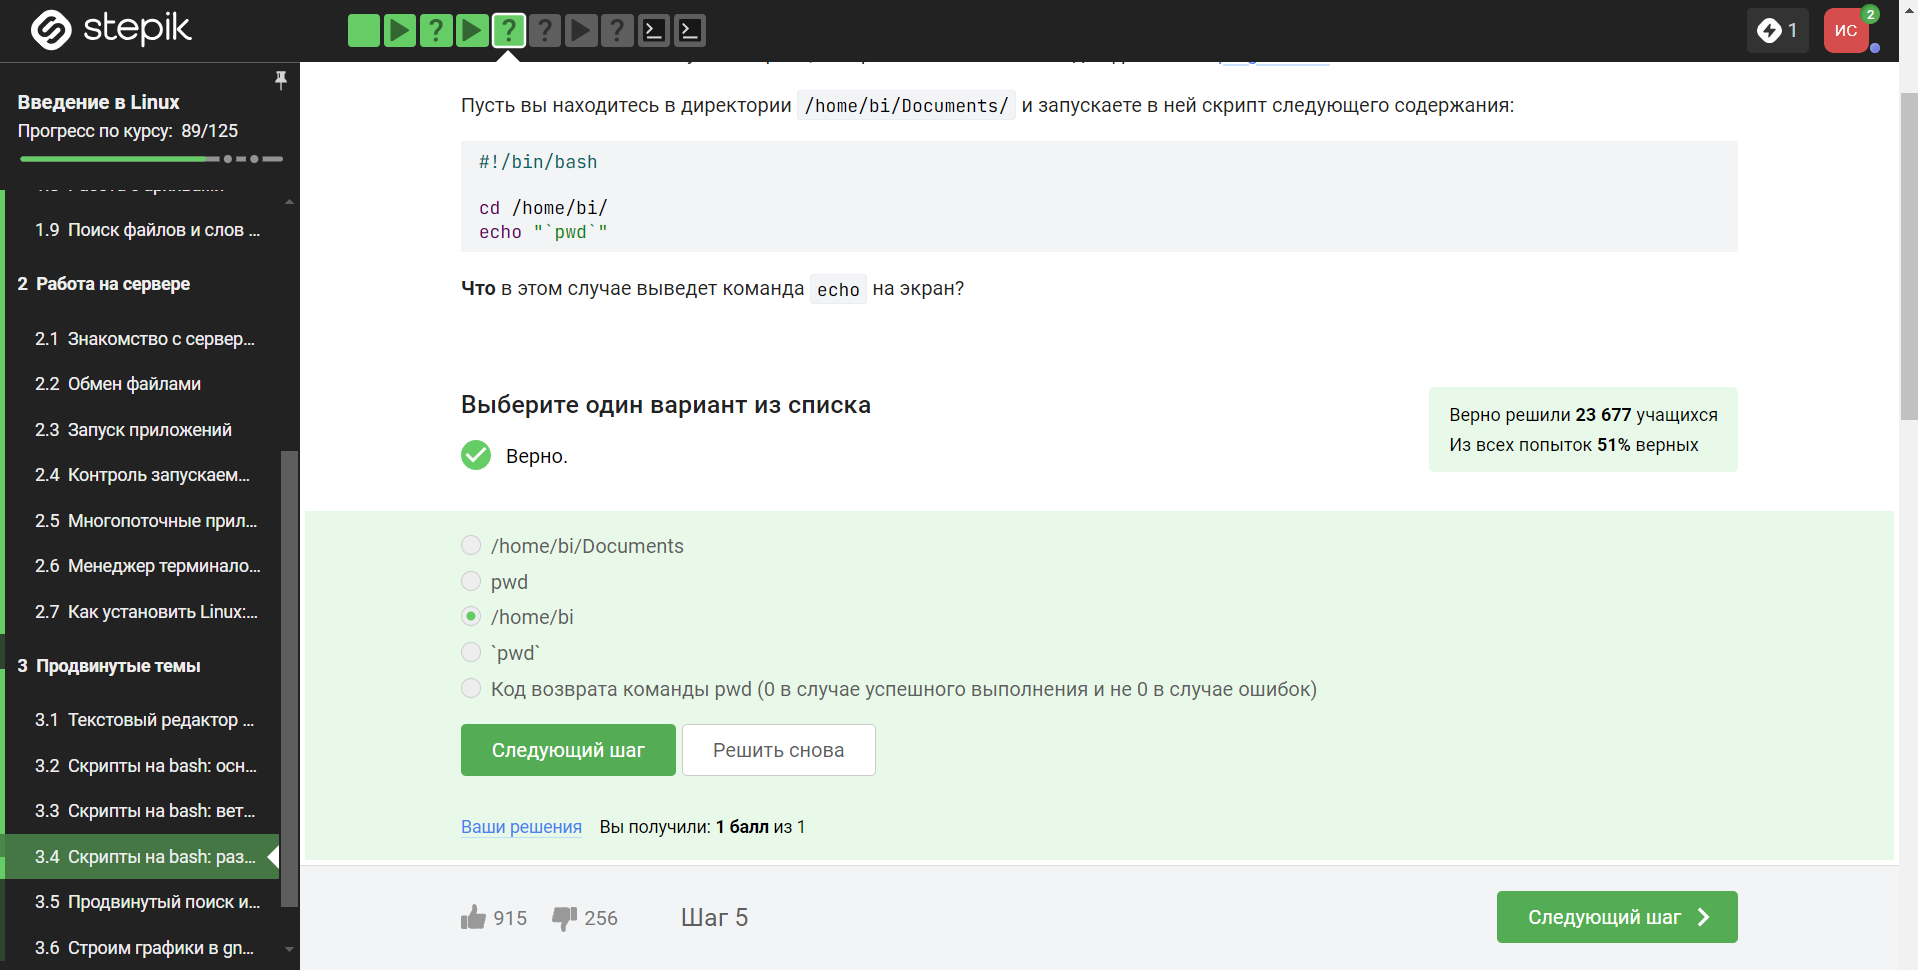 stepik
? ? ? ?
1
ИС
2
Введение в Linux
Прогресс по курсу: 89/125
1.9 Поиск файлов и слов ...
2 Работа на сервере
2.1 Знакомство с сервер...
2.2 Обмен файлами
2.3 Запуск приложений
2.4 Контроль запускаем...
2.5 Многопоточные прил...
2.6 Менеджер терминало...
2.7 Как установить Linux:...
3 Продвинутые темы
3.1 Текстовый редактор ...
3.2 Скрипты на bash: осн...
3.3 Скрипты на bash: вет...
3.4 Скрипты на bash: раз...
3.5 Продвинутый поиск и...
3.6 Строим графики в gn...
Пусть вы находитесь в директории /home/bi/Documents/ и запускаете в ней скрипт следующего содержания:
#!/bin/bash
cd /home/bi/
echo "`pwd`"
Что в этом случае выведет команда echo на экран?
Выберите один вариант из списка
Верно.
Верно решили 23 677 учащихся
Из всех попыток 51% верных
/home/bi/Documents
pwd
/home/bi
`pwd`
Код возврата команды pwd (0 в случае успешного выполнения и не 0 в случае ошибок)
Следующий шаг
Решить снова
Ваши решения Вы получили: 1 балл из 1
915 256 Шаг 5
Следующий шаг